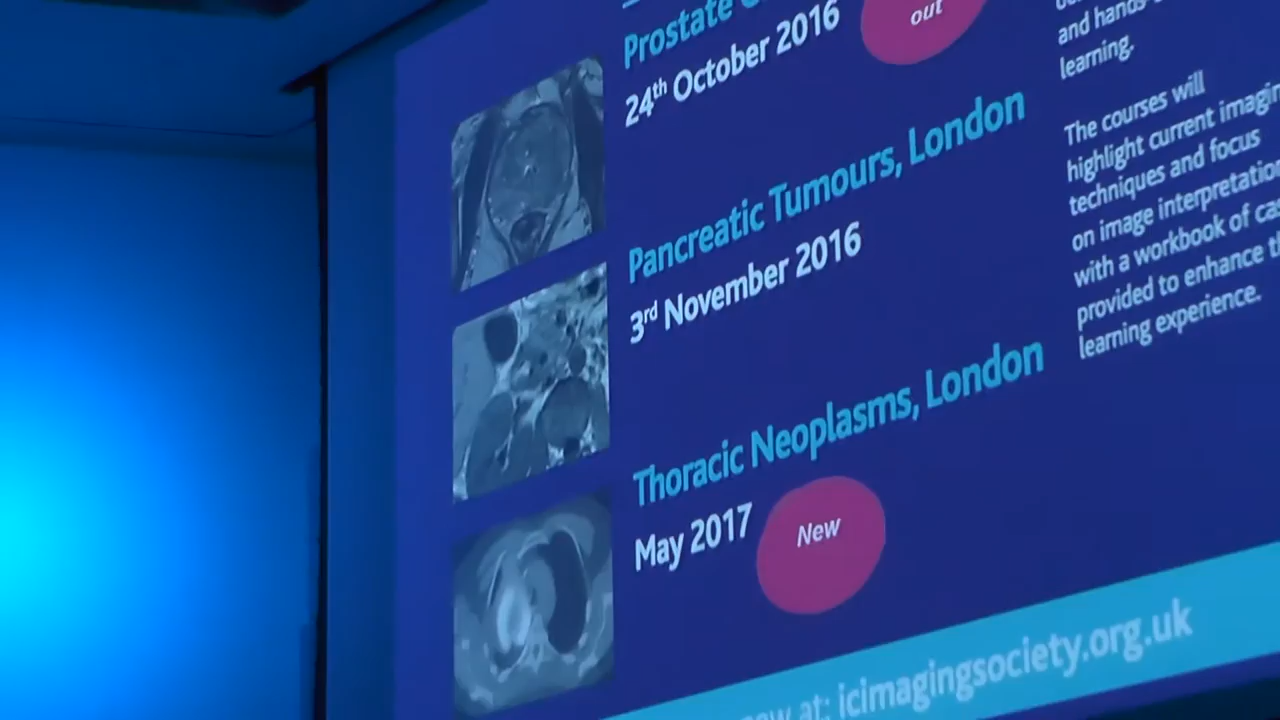 Prostate
24th October 2016
out
Pancreatic Tumours, London
3rd November 2016
Thoracic Neoplasms, London
May 2017
New
and hands-
learning.
The courses will
highlight current imaging
techniques and focus
on image interpretation
with a workbook of
provided to enhance
learning experience.
at: icimagingsociety.org.uk